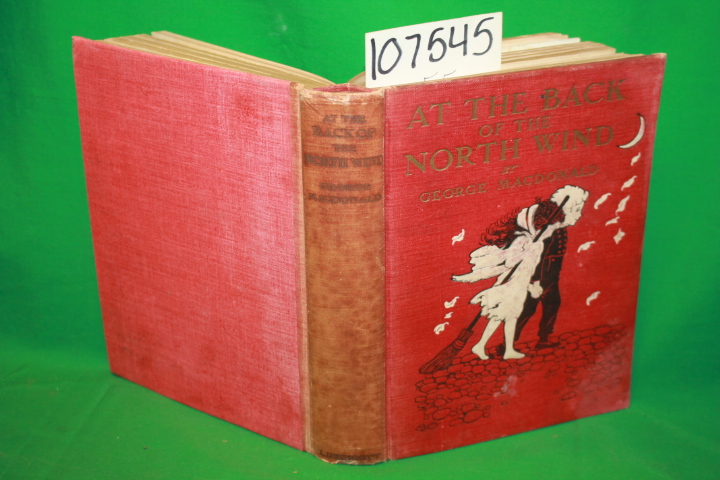 107545
AT THE BACK
OF THE
NORTH WIND
BY
GEORGE MACDONALD
AT THE
BACK OF
THE
NORTH WIND
GEORGE
MACDONALD
LIPPINCOTT